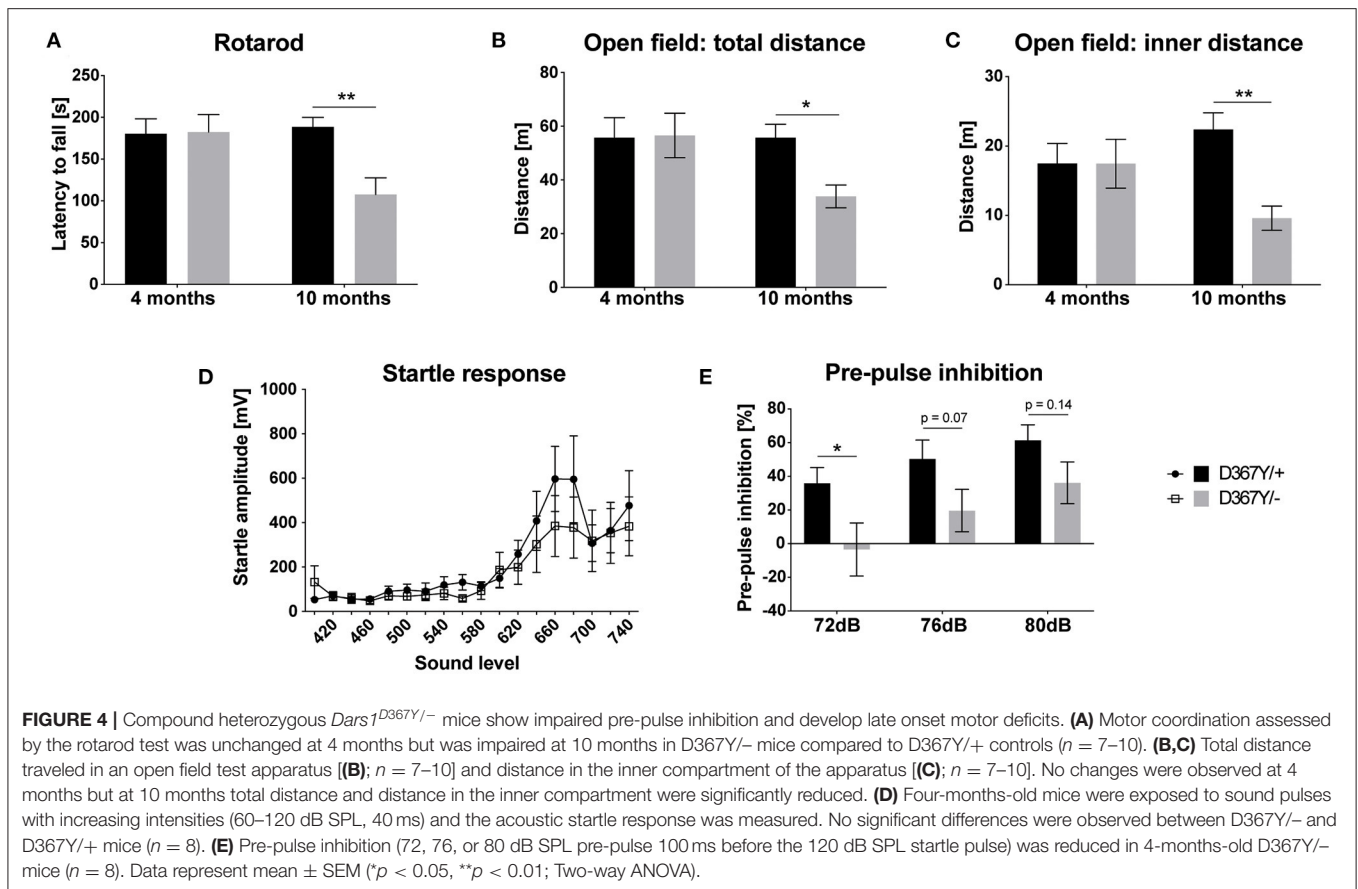 A
Rotarod
Latency to fall [s]
250
200
150
100
50
0
**
4 months
10 months
B
Open field: total distance
Distance [m]
80
60
40
20
0
*
4 months
10 months
C
Open field: inner distance
Distance [m]
30
20
10
0
**
4 months
10 months
D
Startle response
Startle amplitude [mV]
1000
800
600
400
200
0
420
460
500
540
580
620
660
700
740
Sound level
E
Pre-pulse inhibition
Pre-pulse inhibition [%]
80
60
40
20
0
-20
-40
*
p = 0.07
p = 0.14
72dB
76dB
80dB
D367Y/+
D367Y/-
FIGURE 4 | Compound heterozygous Dars1^D367Y/− mice show impaired pre-pulse inhibition and develop late onset motor deficits. (A) Motor coordination assessed
by the rotarod test was unchanged at 4 months but was impaired at 10 months in D367Y/– mice compared to D367Y/+ controls (n = 7–10). (B,C) Total distance
traveled in an open field test apparatus [(B); n = 7–10] and distance in the inner compartment of the apparatus [(C); n = 7–10]. No changes were observed at 4
months but at 10 months total distance and distance in the inner compartment were significantly reduced. (D) Four-months-old mice were exposed to sound pulses
with increasing intensities (60–120 dB SPL, 40 ms) and the acoustic startle response was measured. No significant differences were observed between D367Y/– and
D367Y/+ mice (n = 8). (E) Pre-pulse inhibition (72, 76, or 80 dB SPL pre-pulse 100 ms before the 120 dB SPL startle pulse) was reduced in 4-months-old D367Y/–
mice (n = 8). Data represent mean ± SEM (*p < 0.05, **p < 0.01; Two-way ANOVA).